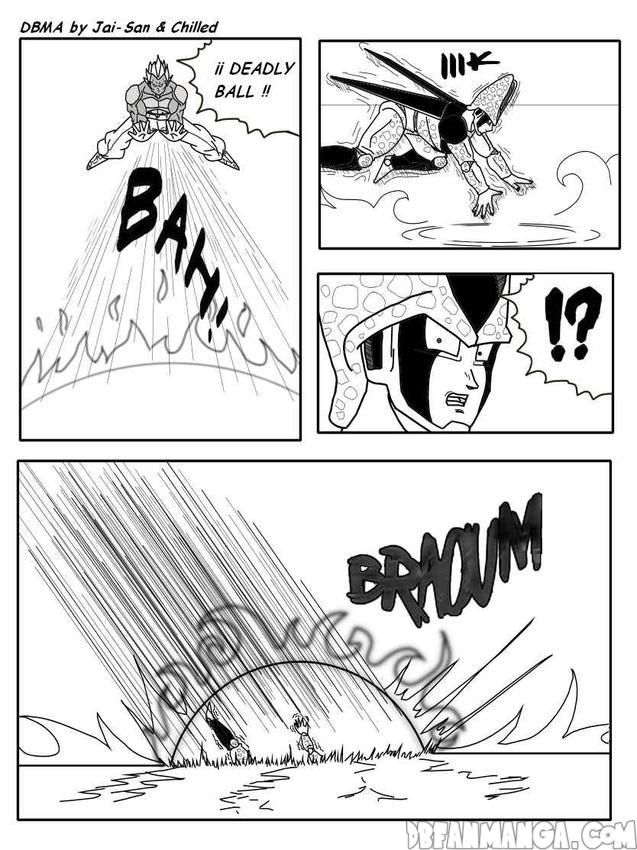 DBMA by Jai-San & Chilled
¡¡ DEADLY
BALL !!
BAH!
!?
BRAOUM
DBFANMANGA.COM